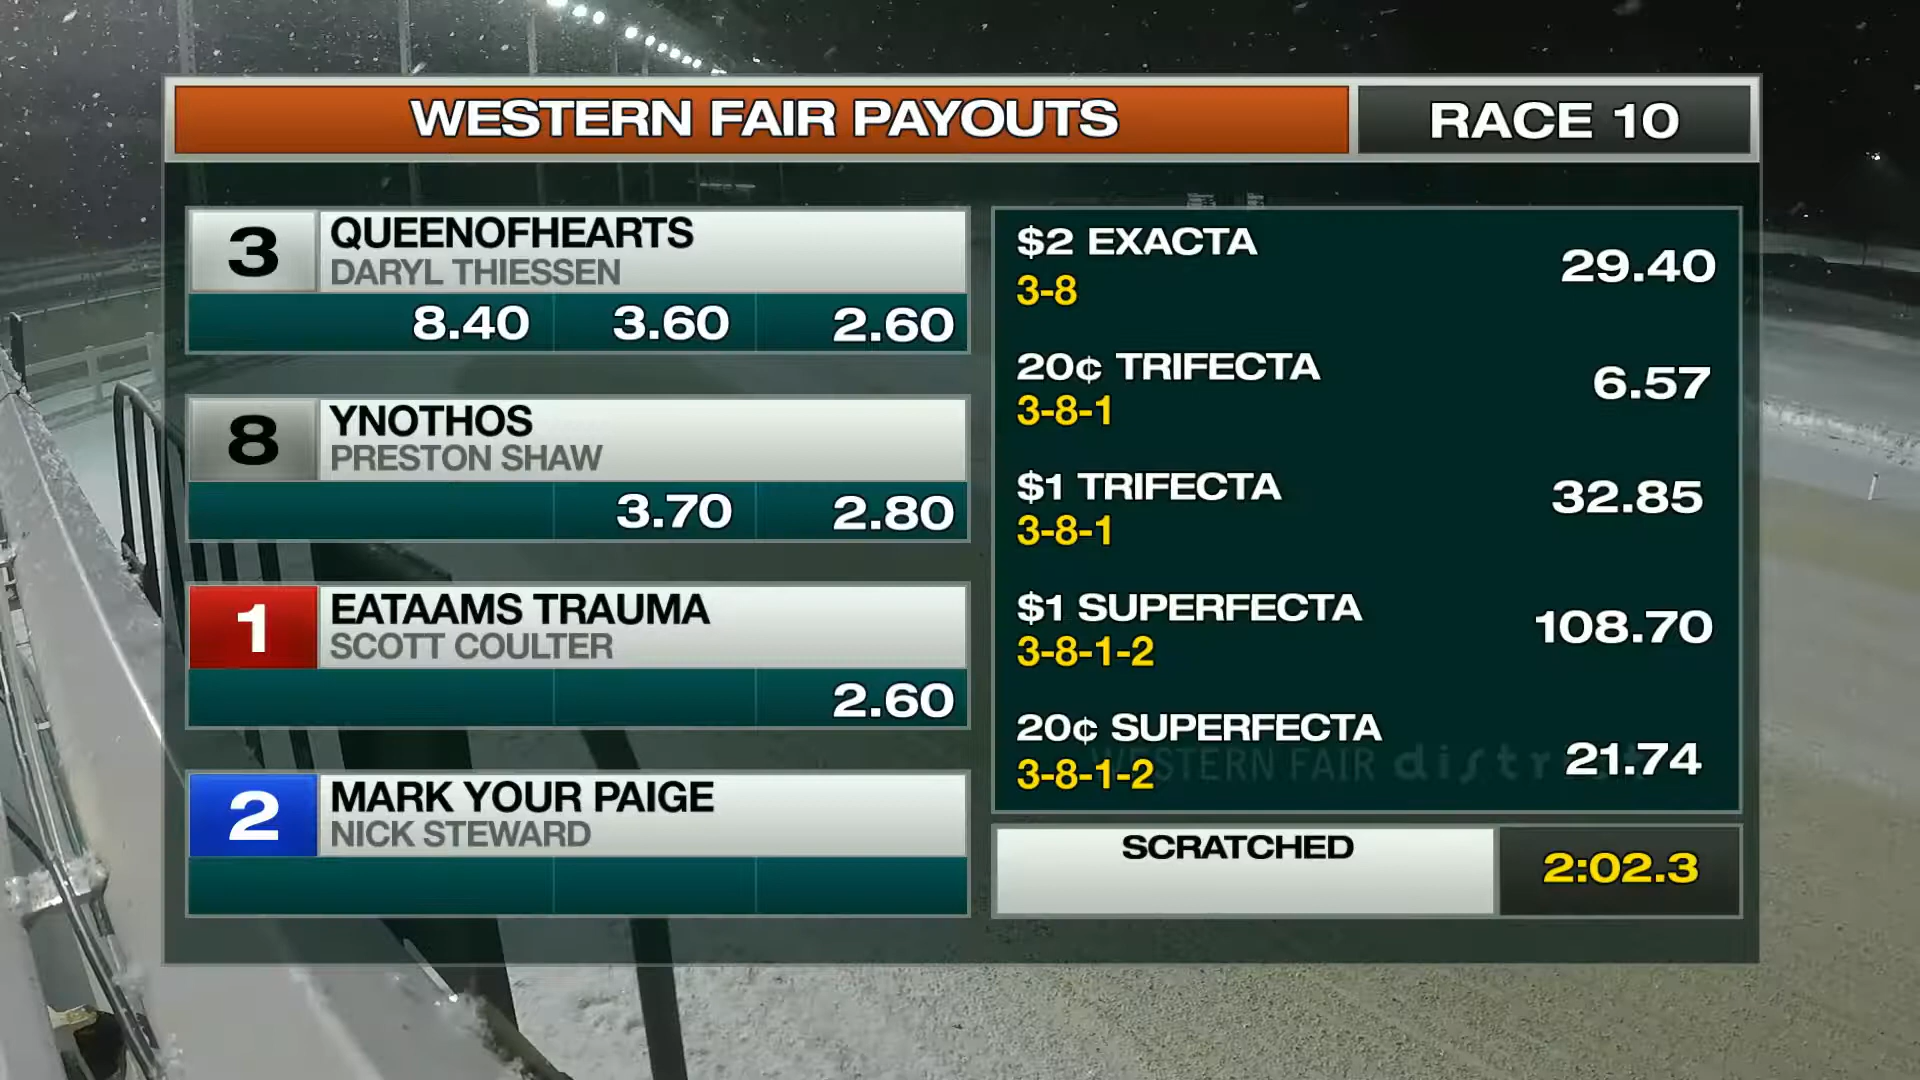 WESTERN FAIR PAYOUTS
RACE 10
3
QUEENOFHEARTS
DARYL THIESSEN
8.40 3.60 2.60
8
YNOTHOS
PRESTON SHAW
3.70 2.80
1
EATAAMS TRAUMA
SCOTT COULTER
2.60
2
MARK YOUR PAIGE
NICK STEWARD
$2 EXACTA
3-8
29.40
20¢ TRIFECTA
3-8-1
6.57
$1 TRIFECTA
3-8-1
32.85
$1 SUPERFECTA
3-8-1-2
108.70
20¢ SUPERFECTA
3-8-1-2
21.74
WESTERN FAIR
SCRATCHED
2:02.3